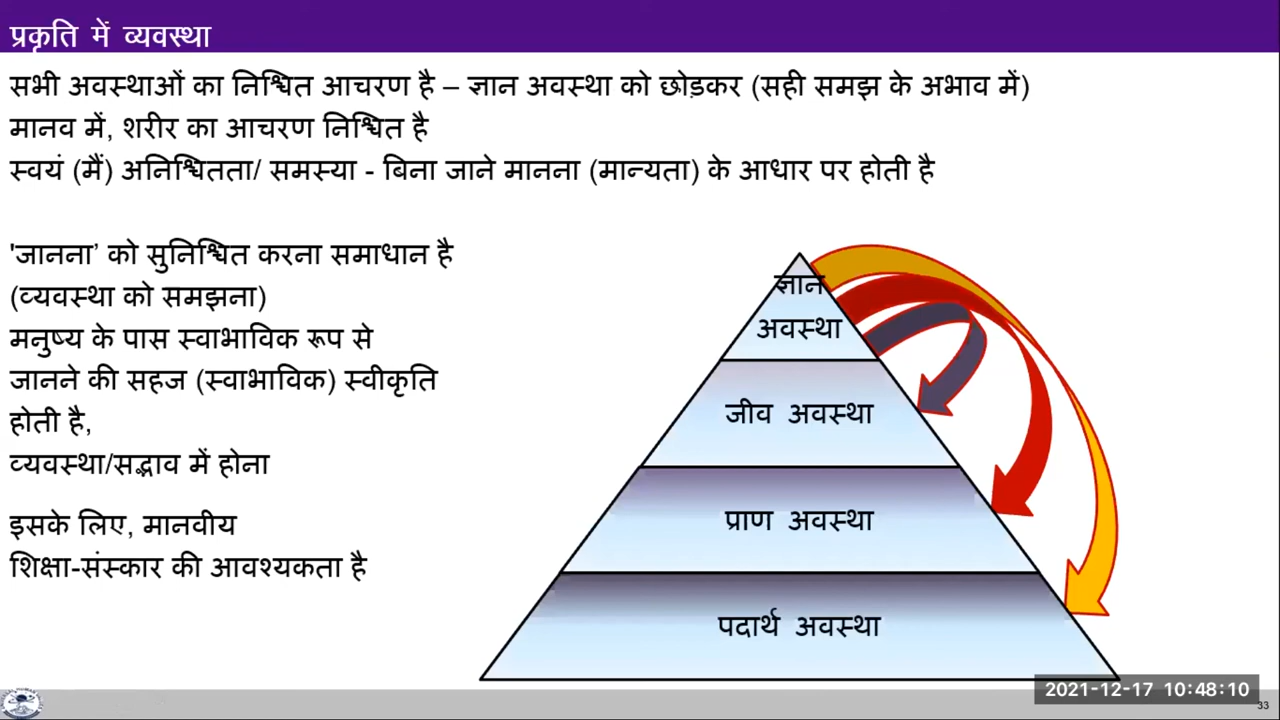 प्रकृति में व्यवस्था
सभी अवस्थाओं का निश्चित आचरण है – ज्ञान अवस्था को छोड़कर (सही समझ के अभाव में)
मानव में, शरीर का आचरण निश्चित है
स्वयं (मैं) अनिश्चितता/ समस्या - बिना जाने मानना (मान्यता) के आधार पर होती है
'जानना’ को सुनिश्चित करना समाधान है
(व्यवस्था को समझना)
मनुष्य के पास स्वाभाविक रूप से
जानने की सहज (स्वाभाविक) स्वीकृति
होती है,
व्यवस्था/सद्भाव में होना
इसके लिए, मानवीय
शिक्षा-संस्कार की आवश्यकता है
ज्ञान
अवस्था
जीव अवस्था
प्राण अवस्था
पदार्थ अवस्था
2021-12-17 10:48:10
33